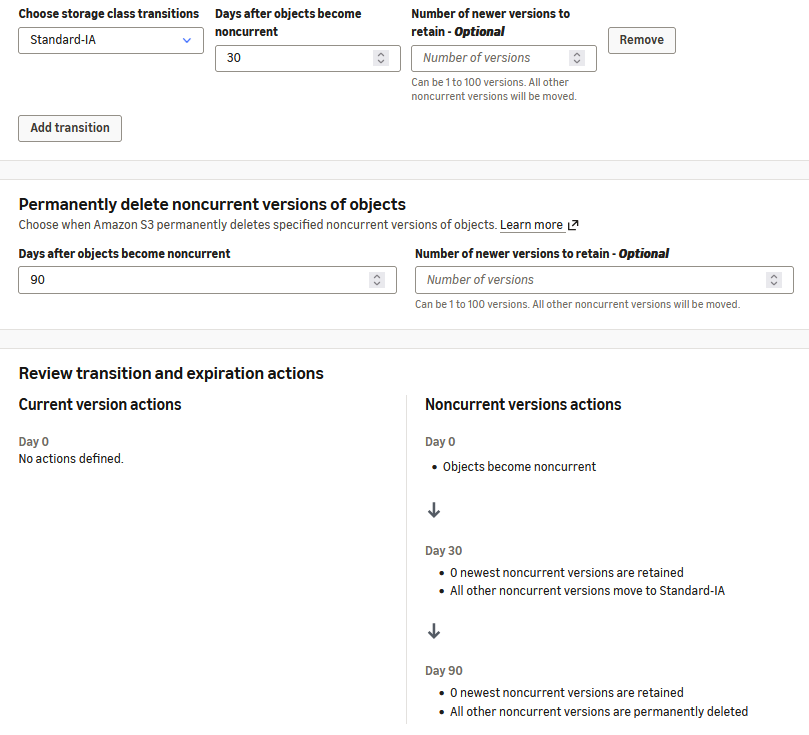 Choose storage class transitions
Days after objects become
noncurrent
Number of newer versions to
retain - Optional
Standard-IA
30
Number of versions
Remove
Can be 1 to 100 versions. All other
noncurrent versions will be moved.
Add transition
Permanently delete noncurrent versions of objects
Choose when Amazon S3 permanently deletes specified noncurrent versions of objects. Learn more
Days after objects become noncurrent
Number of newer versions to retain - Optional
90
Number of versions
Can be 1 to 100 versions. All other noncurrent versions will be moved.
Review transition and expiration actions
Current version actions
Day 0
No actions defined.
Noncurrent versions actions
Day 0
• Objects become noncurrent
Day 30
• 0 newest noncurrent versions are retained
• All other noncurrent versions move to Standard-IA
Day 90
• 0 newest noncurrent versions are retained
• All other noncurrent versions are permanently deleted